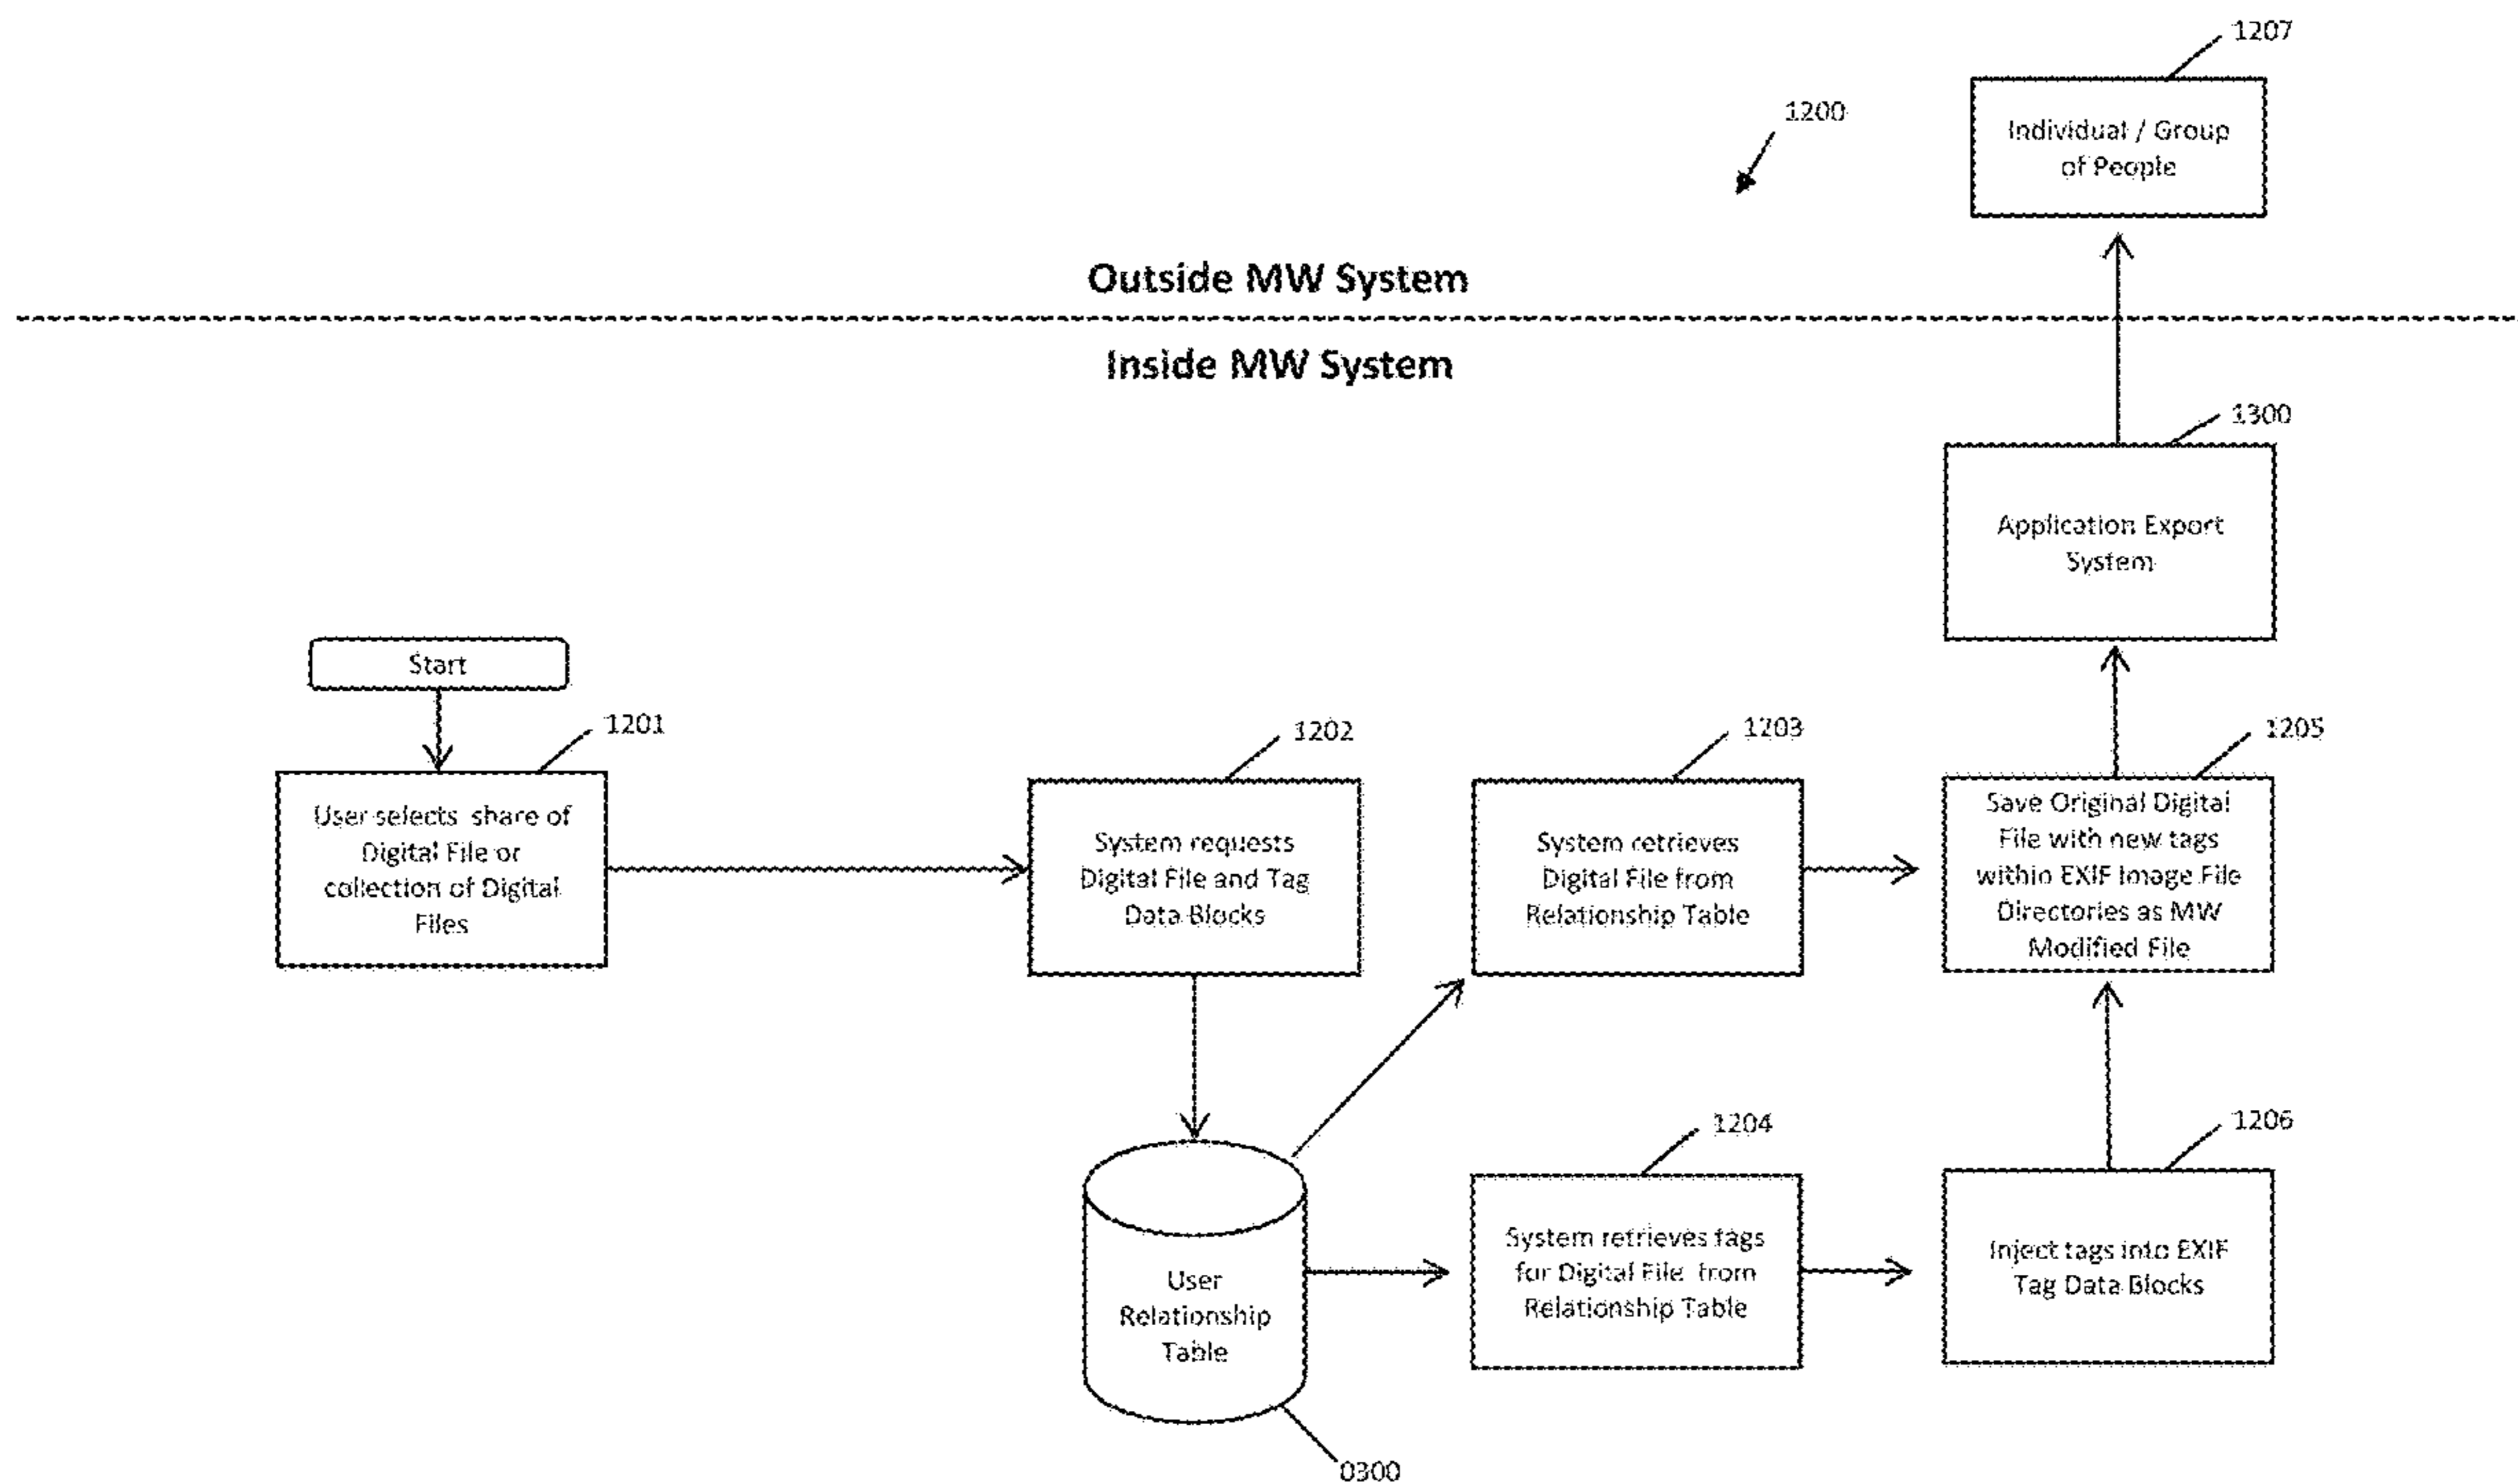 1207
Individual / Group
of People
1200
Outside MW System
Inside MW System
1300
Application Export
System
Start
1201
User selects share of
Digital File or
collection of Digital
Files
1202
System requests
Digital File and Tag
Data Blocks
1203
System retrieves
Digital File from
Relationship Table
1205
Save Original Digital
File with new tags
within EXIF Image File
Directories as MW
Modified File
User
Relationship
Table
0300
1204
System retrieves tags
for Digital File from
Relationship Table
1206
Inject tags into EXIF
Tag Data Blocks